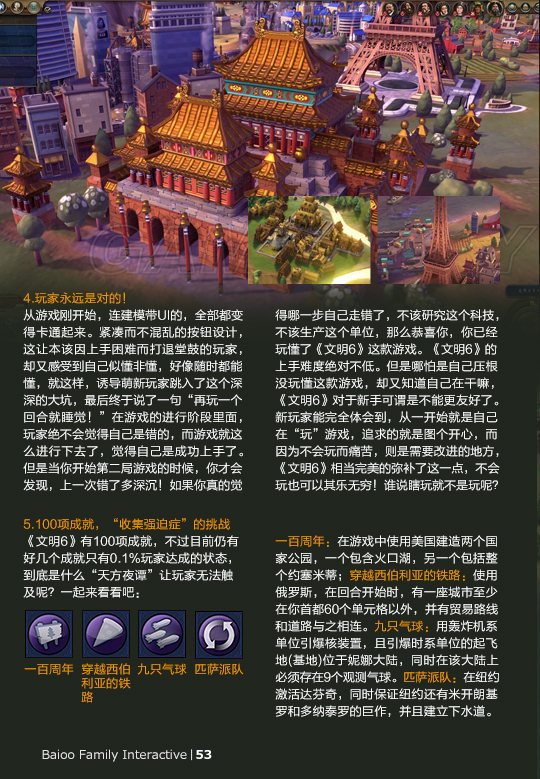 4.玩家永远是对的！
从游戏刚开始，连建模带UI的，全部都变
得卡通起来。紧凑而不混乱的按钮设计，
这让本该因上手困难而打退堂鼓的玩家，
却又感受到自己似懂非懂，好像随时都能
懂，就这样，诱导萌新玩家跳入了这个深
深的大坑，最后终于说了一句“再玩一个
回合就睡觉！”在游戏的进行阶段里面，
玩家绝不会觉得自己是错的，而游戏就这
么进行下去了，觉得自己是成功上手了。
但是当你开始第二局游戏的时候，你才会
发现，上一次错了多深沉！如果你真的觉
得哪一步自己走错了，不该研究这个科技，
不该生产这个单位，那么恭喜你，你已经
玩懂了《文明6》这款游戏。《文明6》的
上手难度绝对不低。但是哪怕是自己压根
没玩懂这款游戏，却又知道自己在干嘛，
《文明6》对于新手可谓是不能更友好了。
新玩家能完全体会到，从一开始就是自己
在“玩”游戏，追求的就是图个开心，而
因为不会玩而痛苦，则是需要改进的地方，
《文明6》相当完美的弥补了这一点，不会
玩也可以其乐无穷！谁说瞎玩就不是玩呢？
5.100项成就，“收集强迫症”的挑战
《文明6》有100项成就，不过目前仍有
好几个成就只有0.1%玩家达成的状态，
到底是什么“天方夜谭”让玩家无法触
及呢？一起来看看吧：
一百周年
穿越西伯
利亚的铁
路
九只气球
匹萨派队
一百周年：在游戏中使用美国建造两个国
家公园，一个包含火口湖，另一个包括整
个约塞米蒂；穿越西伯利亚的铁路：使用
俄罗斯，在回合开始时，有一座城市至少
在你首都60个单元格以外，并有贸易路线
和道路与之相连。九只气球：用轰炸机系
单位引爆核装置，且引爆时系单位的起飞
地(基地)位于妮娜大陆，同时在该大陆上
必须存在9个观测气球。匹萨派队：在纽约
激活达芬奇，同时保证纽约还有米开朗基
罗和多纳泰罗的巨作，并且建立下水道。
Baioo Family Interactive | 53